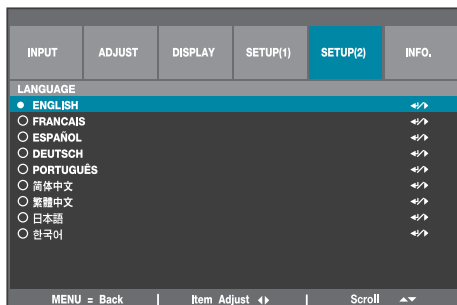 INPUT ADJUST DISPLAY SETUP(1) SETUP(2) INFO.
LANGUAGE
ENGLISH
FRANCAIS
ESPAÑOL
DEUTSCH
PORTUGUÊS
简体中文
繁體中文
日本語
한국어
MENU = Back | Item Adjust | Scroll